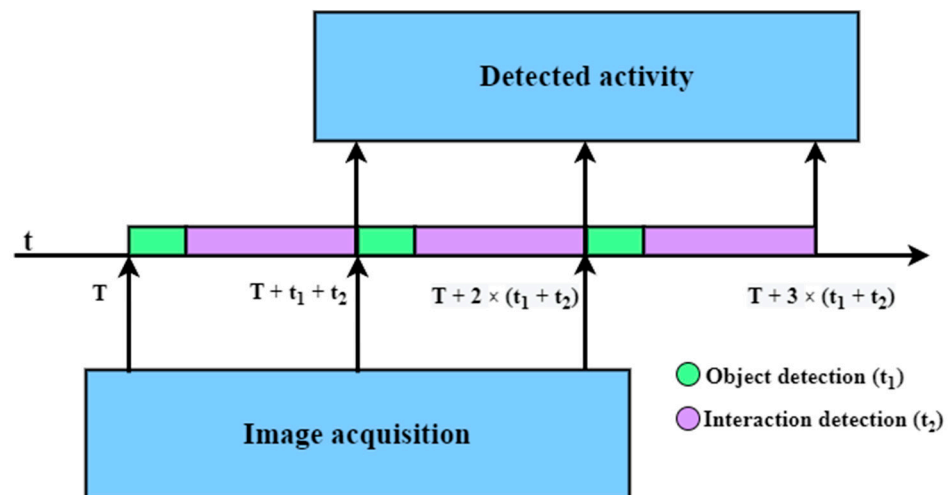 Detected activity
t
T
T + t₁ + t₂
T + 2 × (t₁ + t₂)
T + 3 × (t₁ + t₂)
Object detection (t₁)
Interaction detection (t₂)
Image acquisition